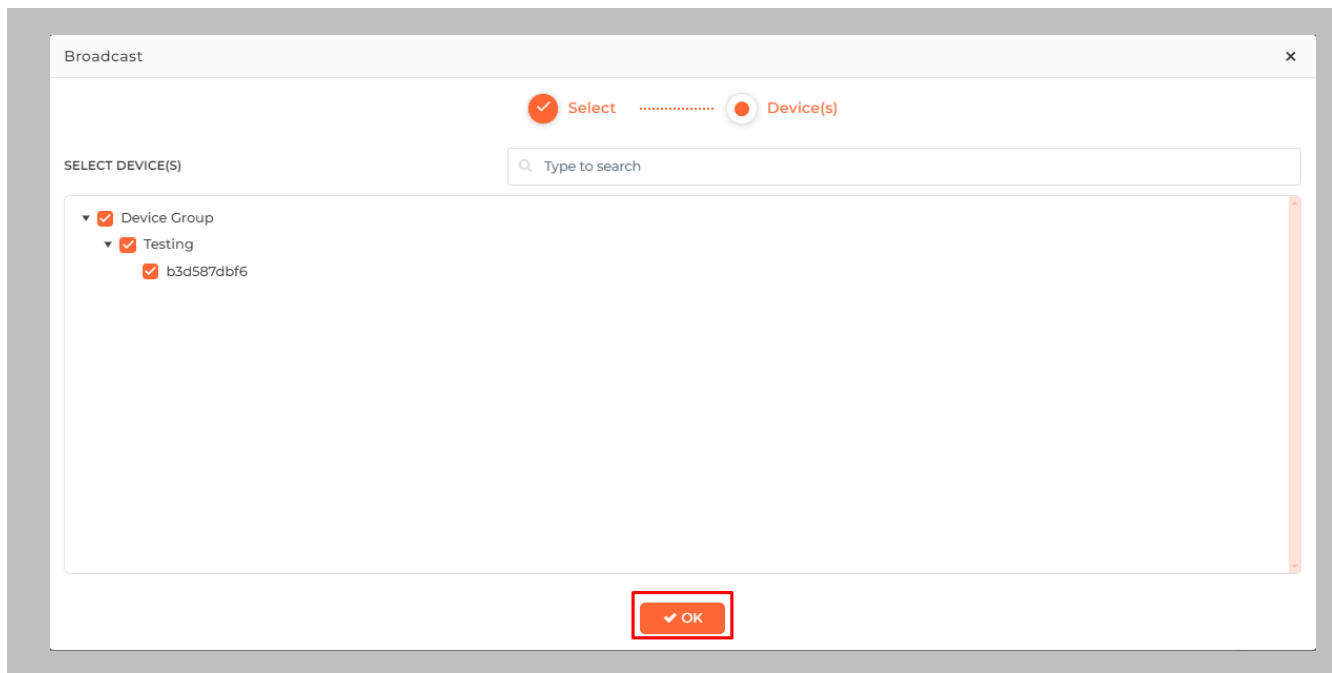 Broadcast
Select Device(s)
SELECT DEVICE(S)
Type to search
Device Group
Testing
b3d587dbf6
OK